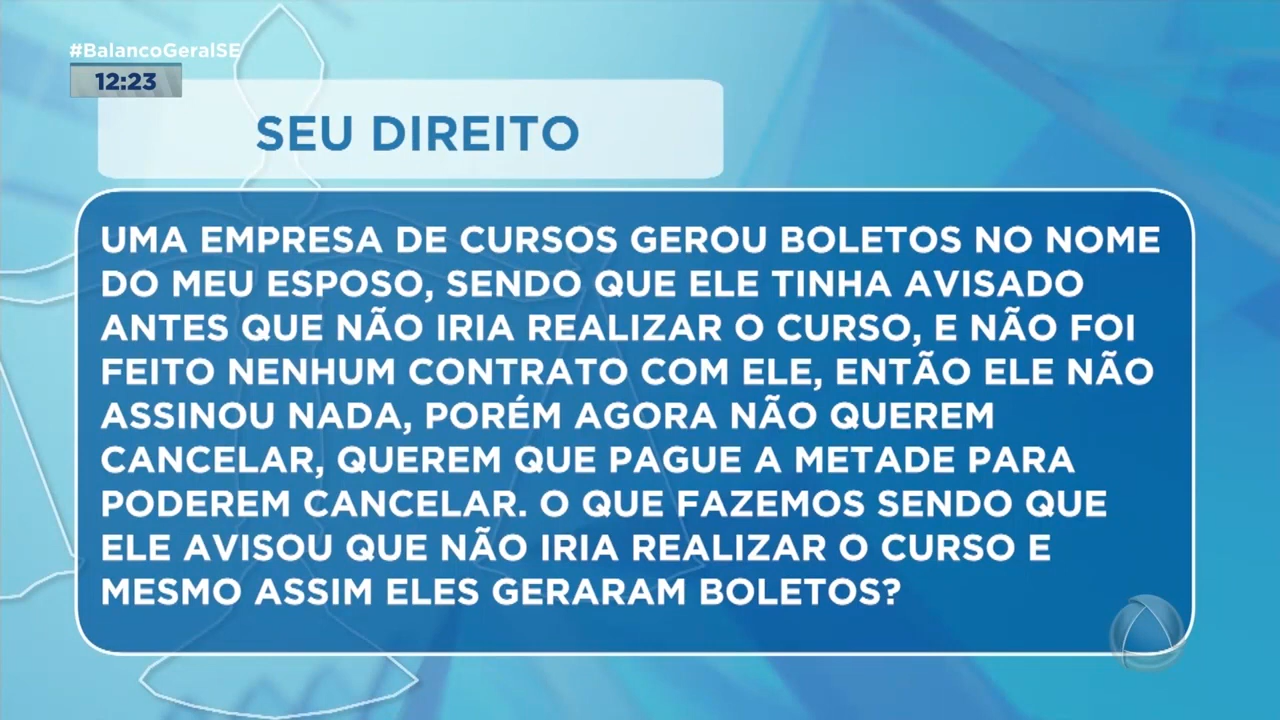 #BalancoGeralSE
12:23
SEU DIREITO
UMA EMPRESA DE CURSOS GEROU BOLETOS NO NOME
DO MEU ESPOSO, SENDO QUE ELE TINHA AVISADO
ANTES QUE NÃO IRIA REALIZAR O CURSO, E NÃO FOI
FEITO NENHUM CONTRATO COM ELE, ENTÃO ELE NÃO
ASSINOU NADA, PORÉM AGORA NÃO QUEREM
CANCELAR, QUEREM QUE PAGUE A METADE PARA
PODEREM CANCELAR. O QUE FAZEMOS SENDO QUE
ELE AVISOU QUE NÃO IRIA REALIZAR O CURSO E
MESMO ASSIM ELES GERARAM BOLETOS?